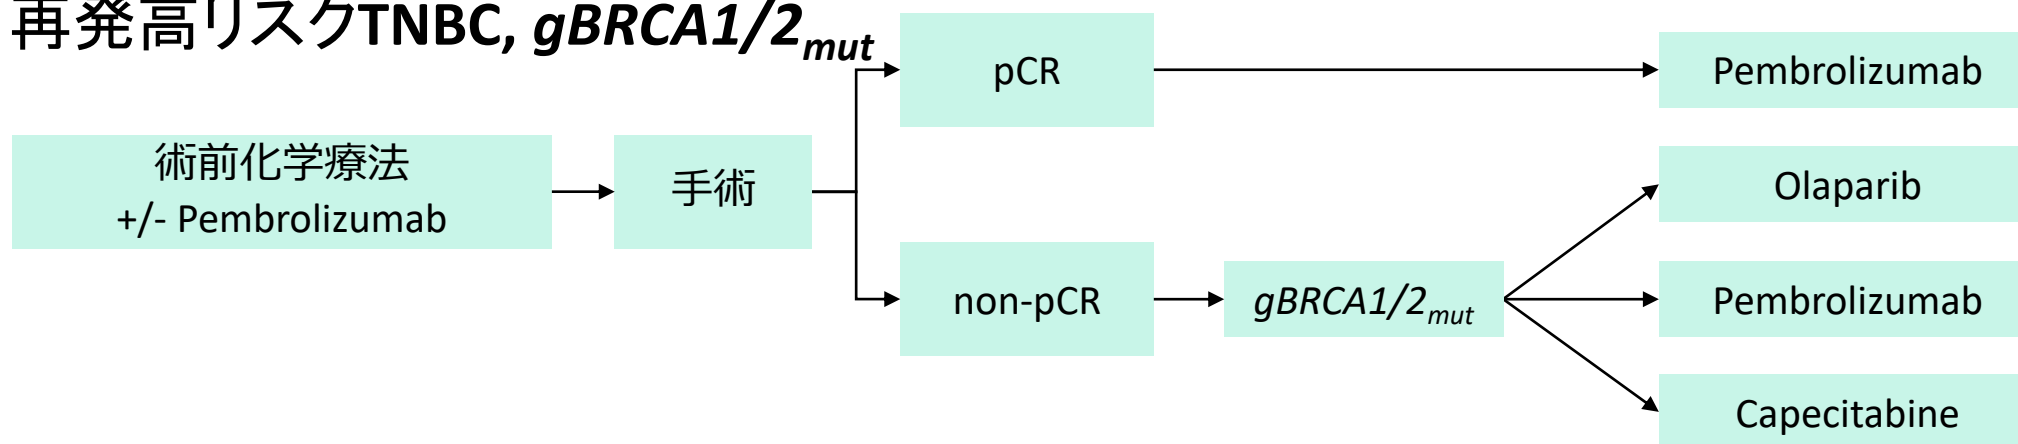 再発高リスクTNBC, gBRCA1/2mut
術前化学療法
+/- Pembrolizumab
手術
pCR
non-pCR
gBRCA1/2mut
Pembrolizumab
Olaparib
Pembrolizumab
Capecitabine